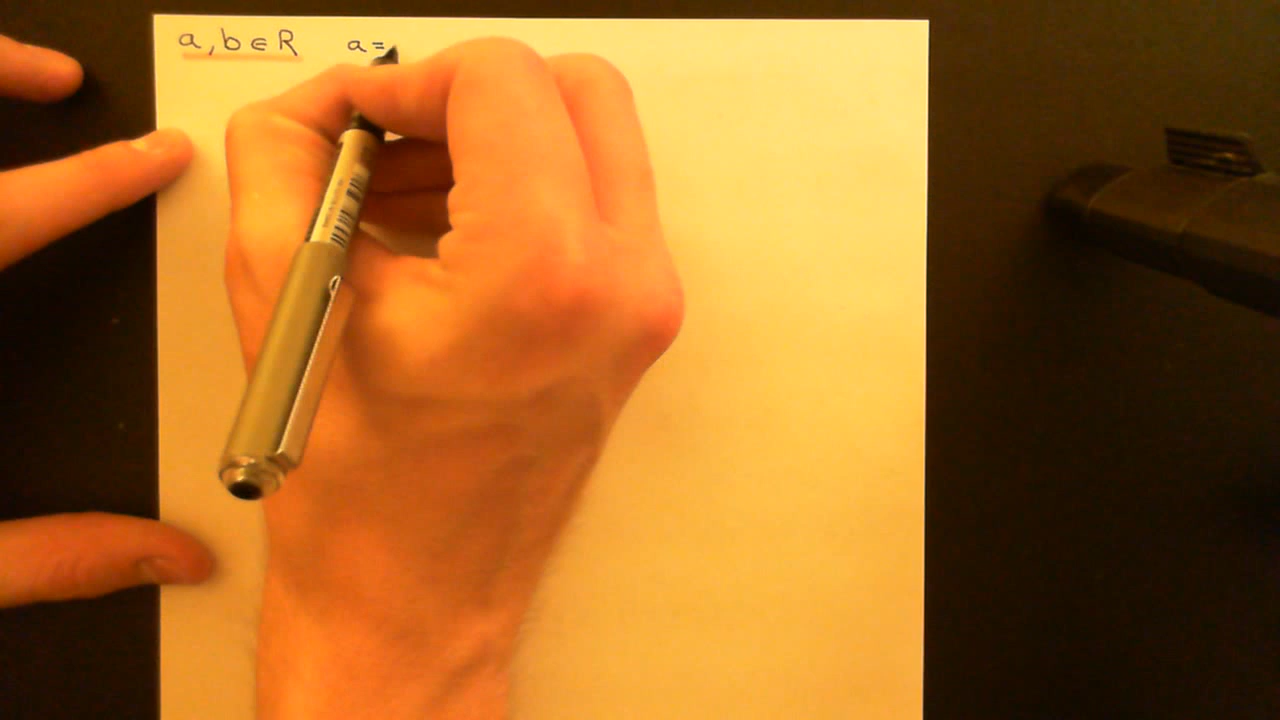 a, b ∈ R a =